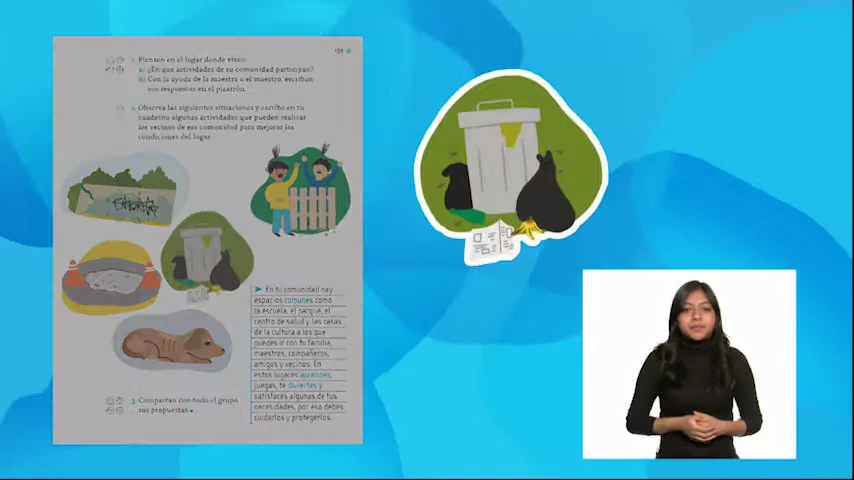 101
1. Piensen en el lugar donde viven:
a) ¿En que actividades de su comunidad participan?
b) Con la ayuda de la maestra o el maestro, escriban
sus respuestas en el pizarrón.
2. Observa las siguientes situaciones y escribe en tu
cuaderno algunas actividades que pueden realizar
los vecinos de esa comunidad para mejorar las
condiciones del lugar.
En tu comunidad hay
espacios comunes como
la escuela, el parque, el
centro de salud y las casas
de la cultura a los que
puedes ir con tu familia,
maestros, compañeros,
amigos y vecinos. En
estos lugares aprendes,
juegas, te diviertes y
satisfaces algunas de tus
necesidades, por eso debes
cuidarlos y protegerlos.
3. Compartan con todo el grupo
sus propuestas.